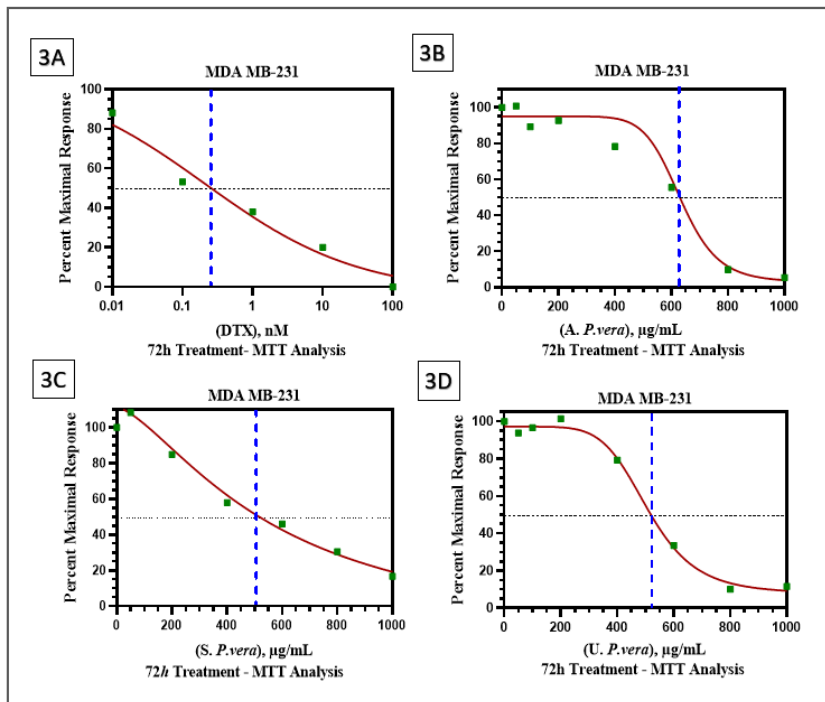 3A
MDA MB-231
Percent Maximal Response
100
80
60
40
20
0
0.01 0.1 1 10 100
(DTX), nM
72h Treatment- MTT Analysis
3B
MDA MB-231
Percent Maximal Response
100
80
60
40
20
0
0 200 400 600 800 1000
(A. P.vera), µg/mL
72h Treatment - MTT Analysis
3C
MDA MB-231
Percent Maximal Response
100
80
60
40
20
0
0 200 400 600 800 1000
(S. P.vera), µg/mL
72h Treatment - MTT Analysis
3D
MDA MB-231
Percent Maximal Response
100
80
60
40
20
0
0 200 400 600 800 1000
(U. P.vera), µg/mL
72h Treatment - MTT Analysis